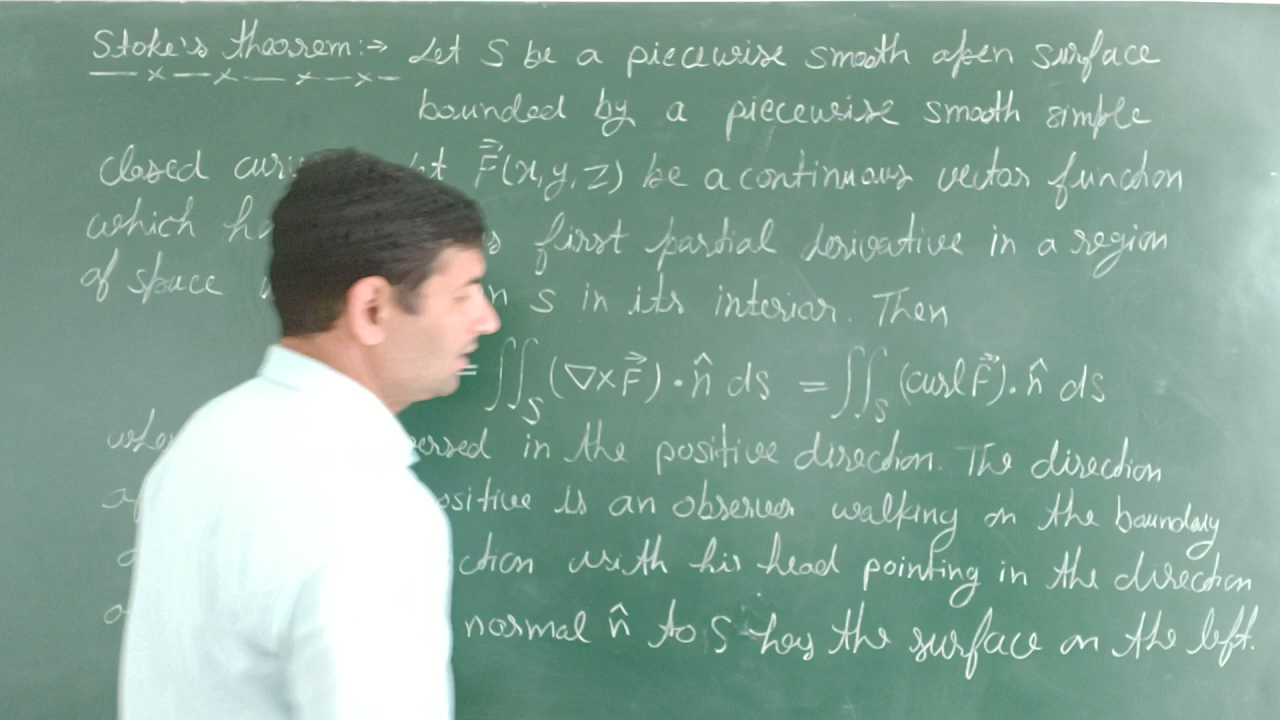 Stoke's theorem:→ Let S be a piecewise smooth open surface
bounded by a piecewise smooth simple
closed F⃗(x,y,z) be a continuous vector function
which first partial derivative in a region
of space S in its interior. Then
= ∬_S (∇×F⃗)·n̂ ds = ∬_S (curl F⃗)·n̂ ds
in the positive direction. The direction
is an observer walking on the boundary
with his head pointing in the direction
normal n̂ to S has the surface on the left.